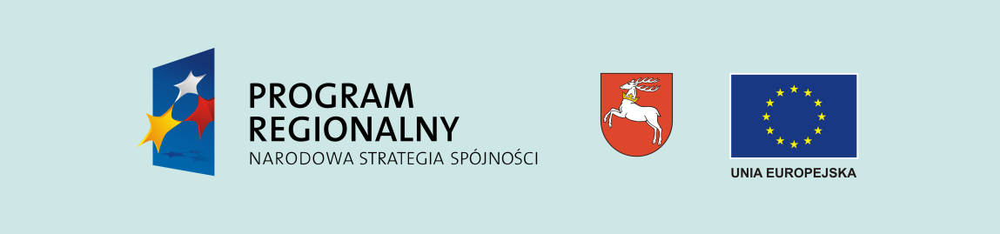 PROGRAM
REGIONALNY
NARODOWA STRATEGIA SPÓJNOŚCI
UNIA EUROPEJSKA